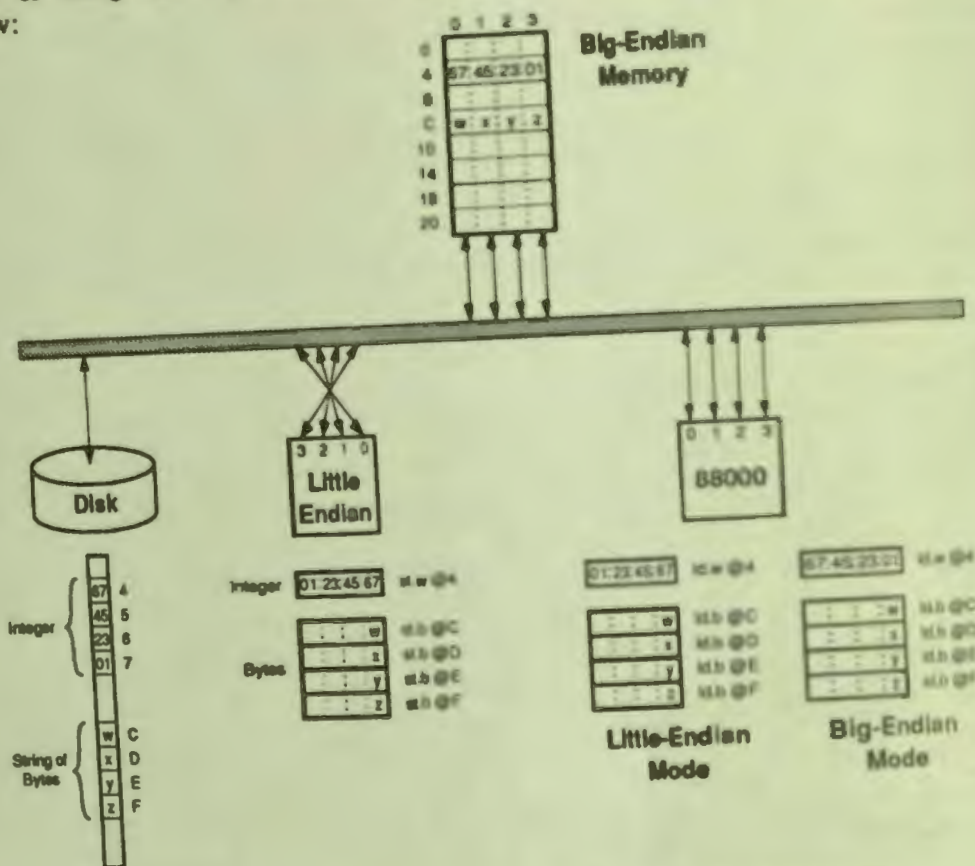 w:
0 1 2 3
Big-Endian
Memory
0
4 67 45 23 01
8
C w x y z
10
14
18
20
Disk
3 2 1 0
Little
Endian
0 1 2 3
88000
Integer
67 4
45 5
23 6
01 7
String of
Bytes
w C
x D
y E
z F
Integer 01 23 45 67 st.w @4
Bytes
w st.b @C
x st.b @D
y st.b @E
z st.b @F
01 23 45 67 ld.w @4
w ld.b @C
x ld.b @D
y ld.b @E
z ld.b @F
Little-Endian
Mode
67 45 23 01 ld.w @4
w ld.b @C
x
y
z
Big-Endian
Mode